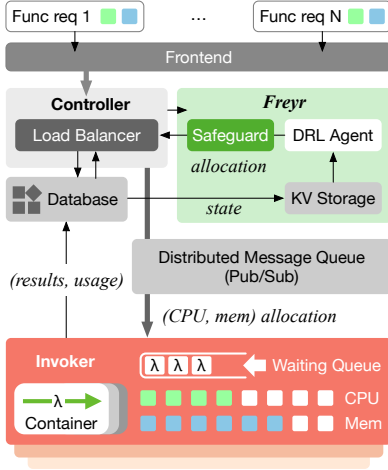 Func req 1
...
Func req N
Frontend
Controller
Freyr
Load Balancer
Safeguard
DRL Agent
allocation
Database
state
KV Storage
Distributed Message Queue
(Pub/Sub)
(results, usage)
(CPU, mem) allocation
Invoker
λ λ λ
Waiting Queue
λ
Container
CPU
Mem